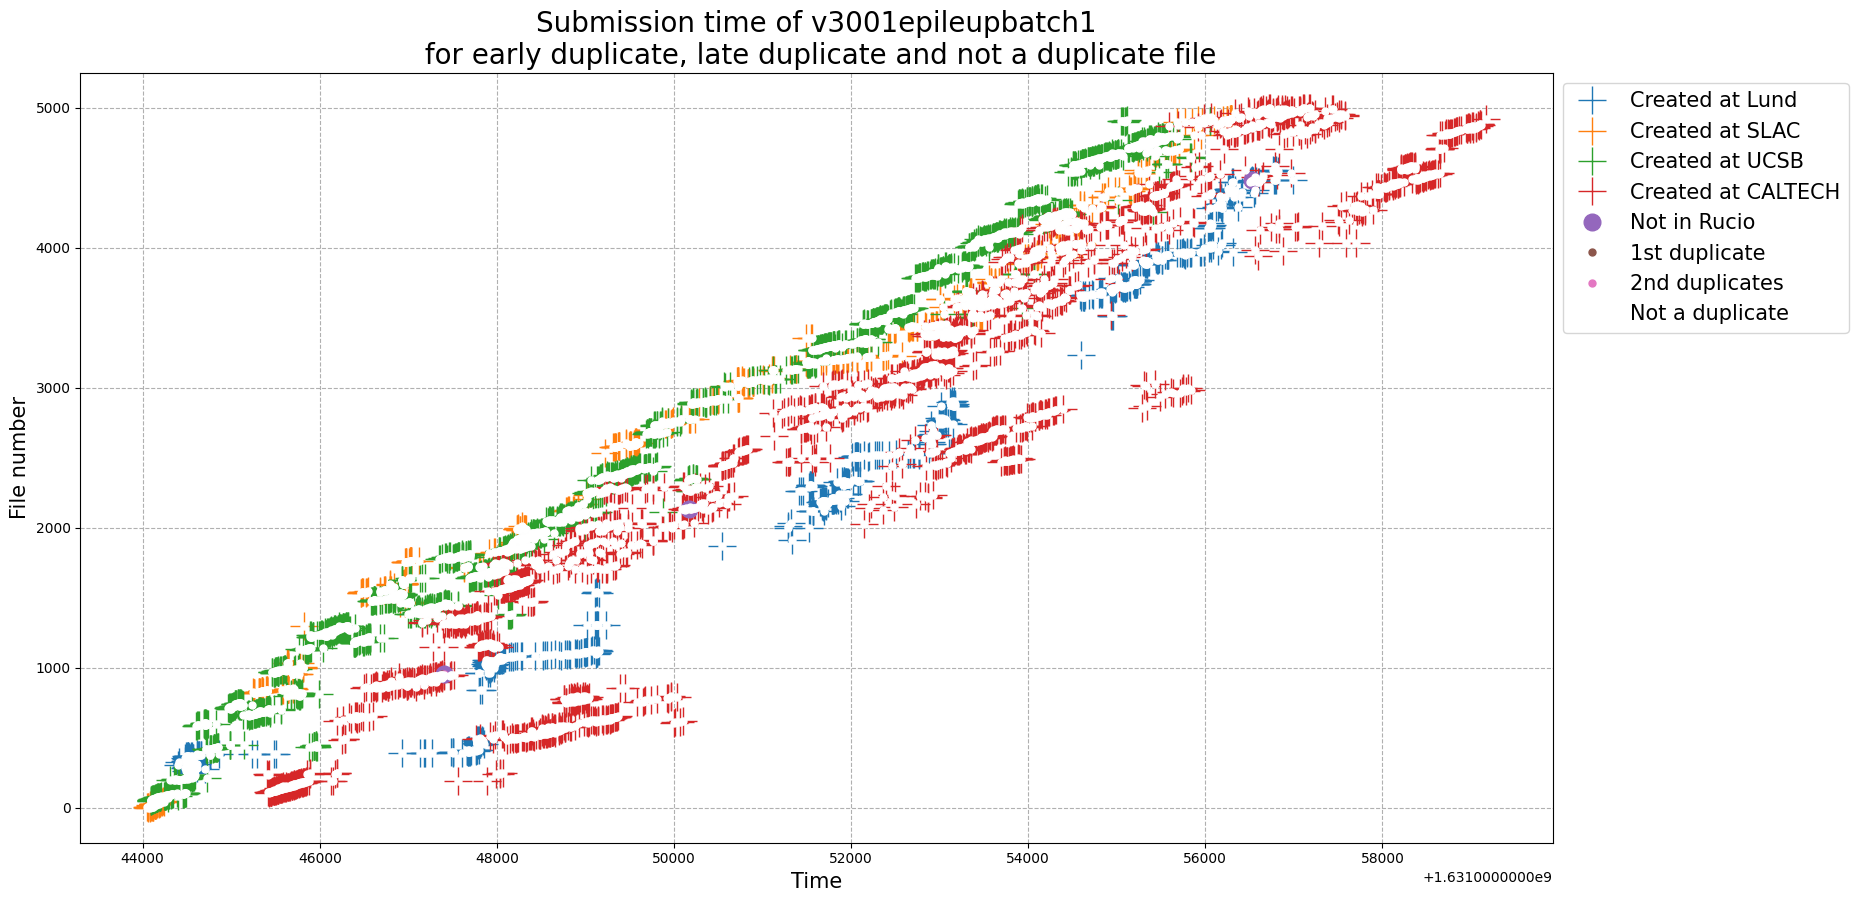 Submission time of v3001epileupbatch1
for early duplicate, late duplicate and not a duplicate file
Created at Lund
Created at SLAC
Created at UCSB
Created at CALTECH
Not in Rucio
1st duplicate
2nd duplicates
Not a duplicate
File number
5000
4000
3000
2000
1000
0
44000 46000 48000 50000 52000 54000 56000 58000
+1.6310000000e9
Time